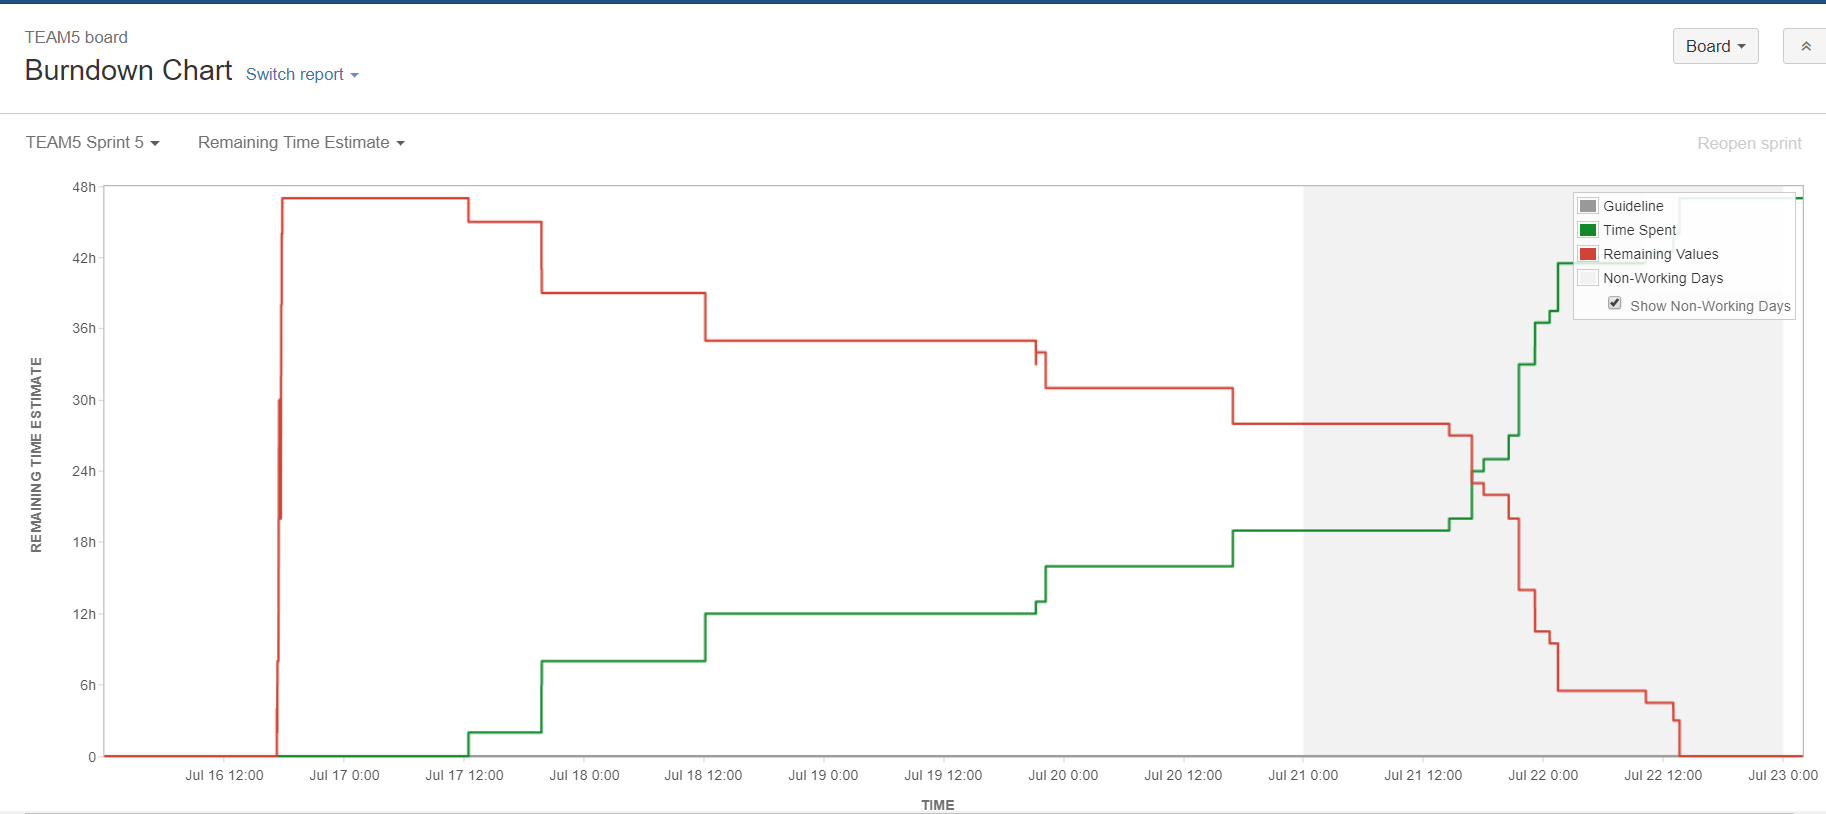 TEAM5 board
Board
Burndown Chart Switch report
TEAM5 Sprint 5 Remaining Time Estimate Reopen sprint
48h
42h
36h
30h
24h
18h
12h
6h
0
REMAINING TIME ESTIMATE
Guideline
Time Spent
Remaining Values
Non-Working Days
Show Non-Working Days
Jul 16 12:00 Jul 17 0:00 Jul 17 12:00 Jul 18 0:00 Jul 18 12:00 Jul 19 0:00 Jul 19 12:00 Jul 20 0:00 Jul 20 12:00 Jul 21 0:00 Jul 21 12:00 Jul 22 0:00 Jul 22 12:00 Jul 23 0:00
TIME